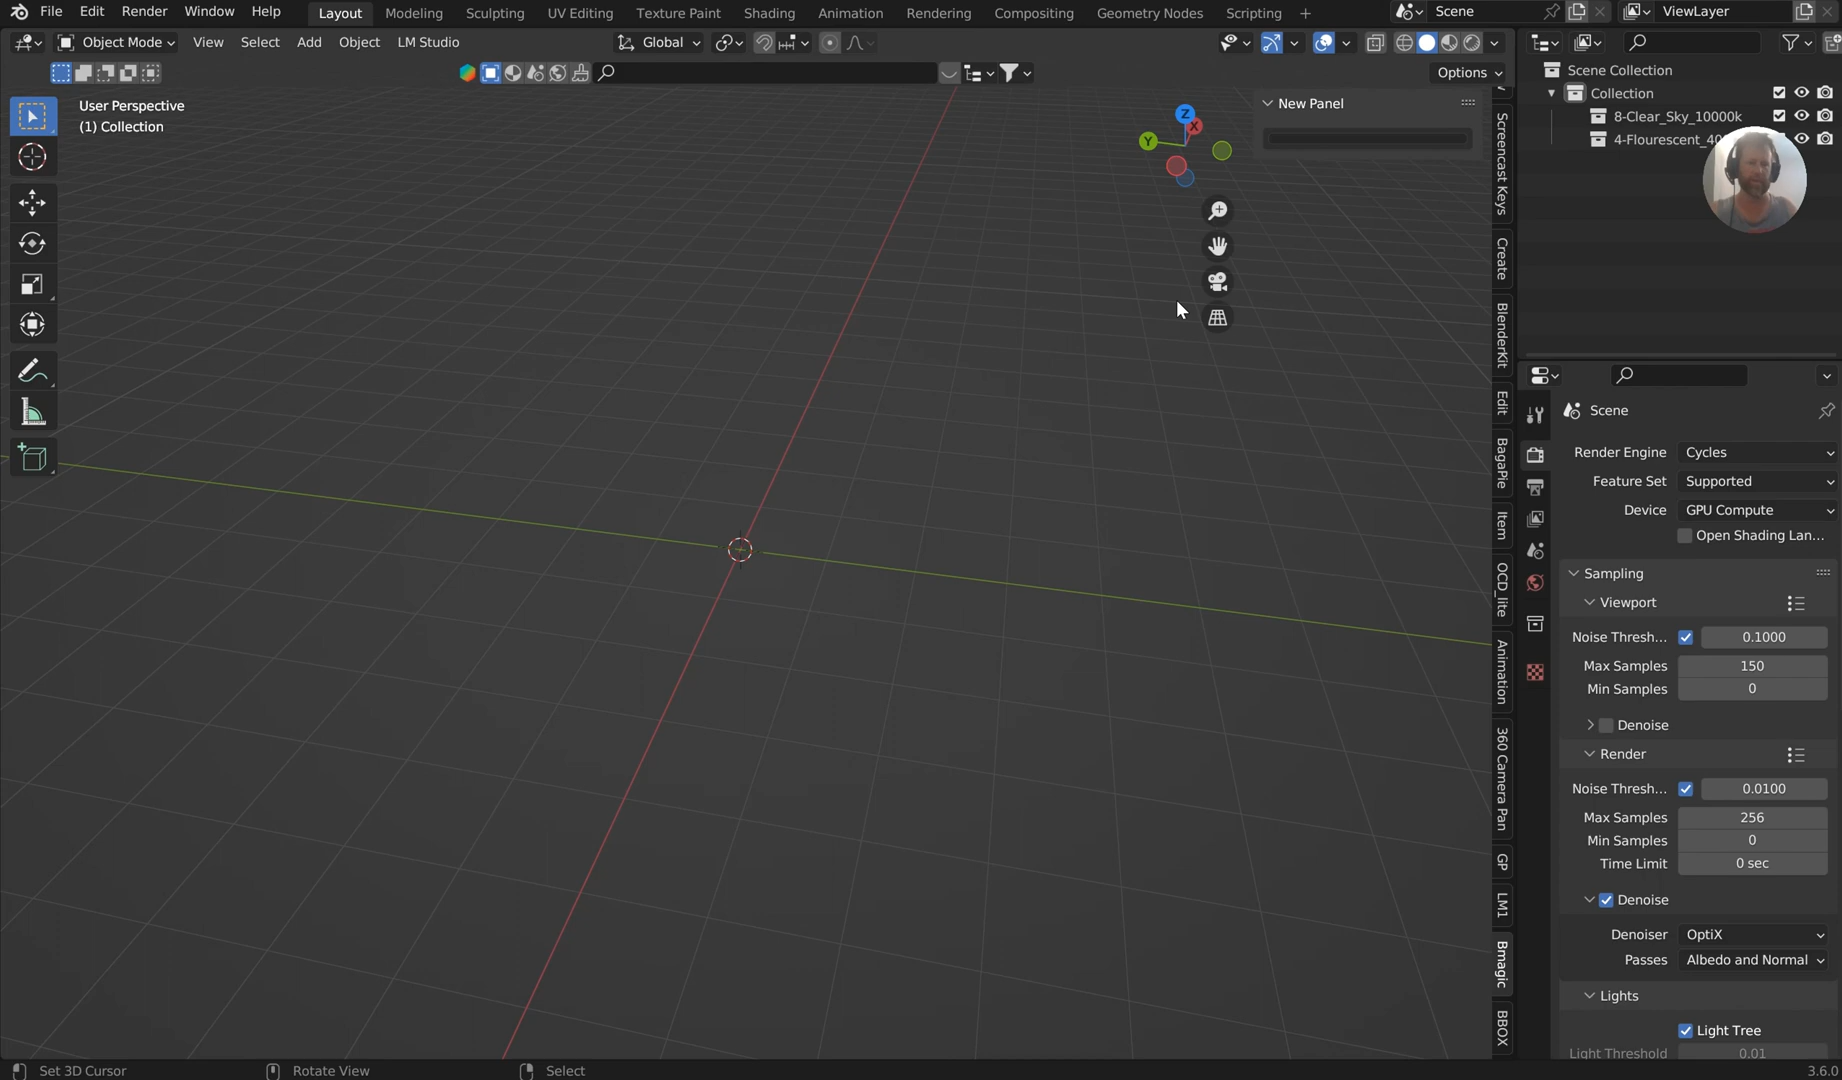 File Edit Render Window Help Layout Modeling Sculpting UV Editing Texture Paint Shading Animation Rendering Compositing Geometry Nodes Scripting + Scene ViewLayer
Object Mode View Select Add Object LM Studio Global
Options
User Perspective
(1) Collection
New Panel
Z
X
Y
Screencast Keys
Create
BlenderKit
Edit
BagaPie
Item
OCD_lite
Animation
360 Camera Pan
GP
LM1
Bmagic
BBOX
Scene Collection
Collection
8-Clear_Sky_10000k
4-Flourescent_40
Scene
Render Engine Cycles
Feature Set Supported
Device GPU Compute
Open Shading Lan...
Sampling
Viewport
Noise Thresh... 0.1000
Max Samples 150
Min Samples 0
Denoise
Render
Noise Thresh... 0.0100
Max Samples 256
Min Samples 0
Time Limit 0 sec
Denoise
Denoiser OptiX
Passes Albedo and Normal
Lights
Light Tree
Light Threshold 0.01
Set 3D Cursor Rotate View Select 3.6.0